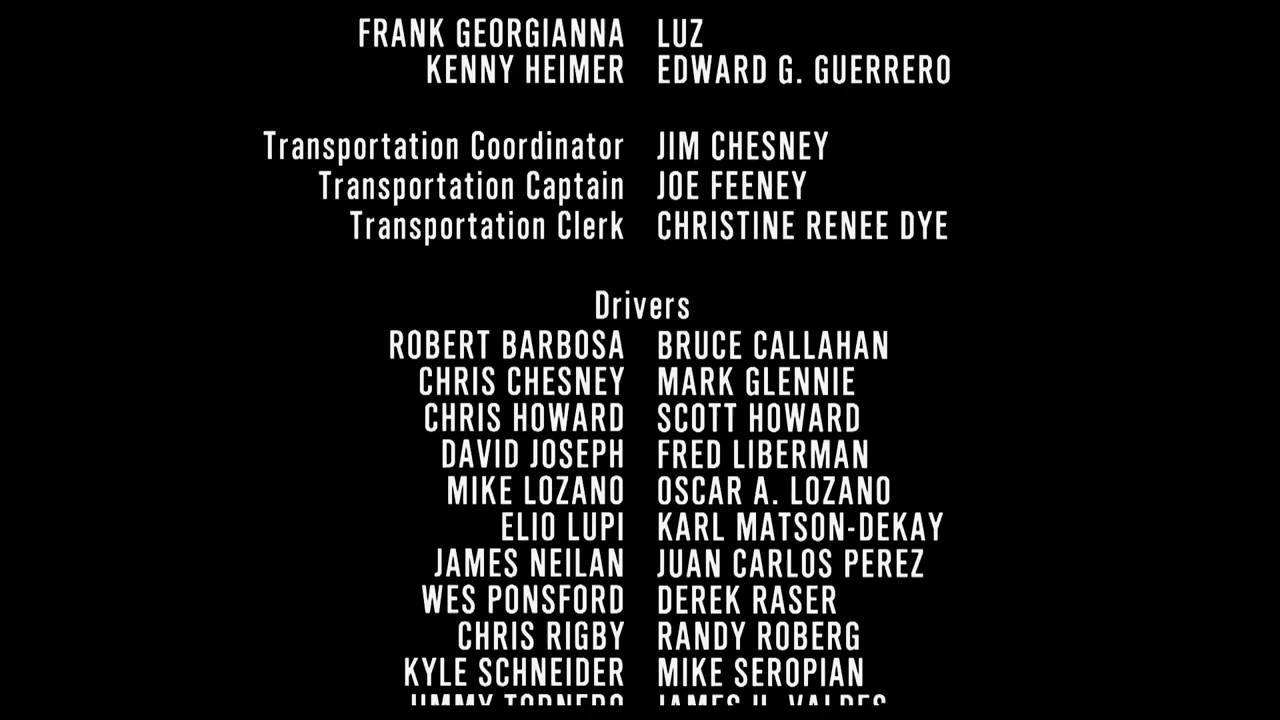 FRANK GEORGIANNA LUZ
KENNY HEIMER EDWARD G. GUERRERO
Transportation Coordinator JIM CHESNEY
Transportation Captain JOE FEENEY
Transportation Clerk CHRISTINE RENEE DYE
Drivers
ROBERT BARBOSA BRUCE CALLAHAN
CHRIS CHESNEY MARK GLENNIE
CHRIS HOWARD SCOTT HOWARD
DAVID JOSEPH FRED LIBERMAN
MIKE LOZANO OSCAR A. LOZANO
ELIO LUPI KARL MATSON-DEKAY
JAMES NEILAN JUAN CARLOS PEREZ
WES PONSFORD DEREK RASER
CHRIS RIGBY RANDY ROBERG
KYLE SCHNEIDER MIKE SEROPIAN
JIMMY TORNERO JAMES